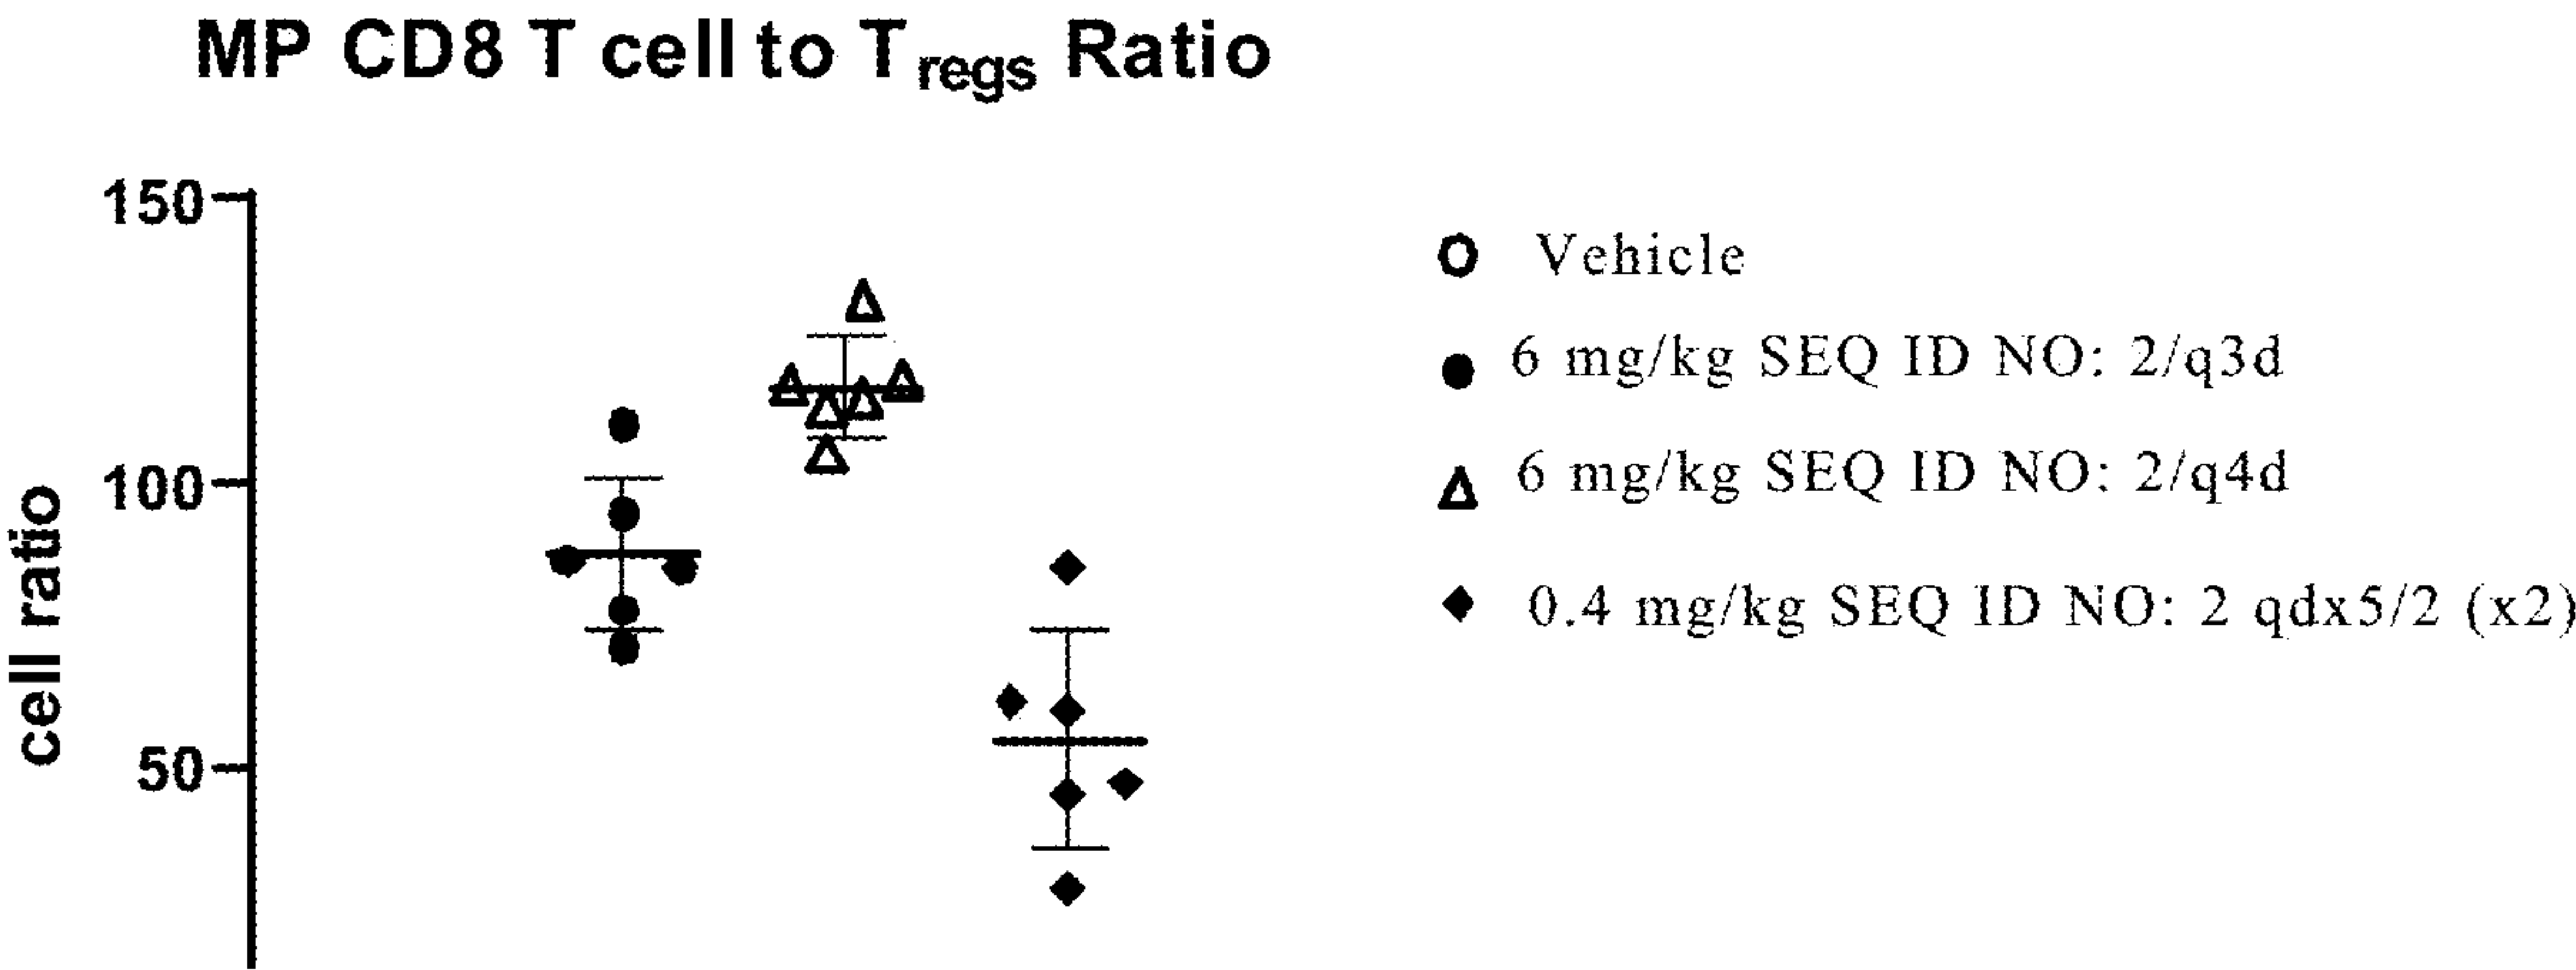 MP CD8 T cell to Tregs Ratio
150
100
50
cell ratio
Vehicle
6 mg/kg SEQ ID NO: 2/q3d
6 mg/kg SEQ ID NO: 2/q4d
0.4 mg/kg SEQ ID NO: 2 qdx5/2 (x2)